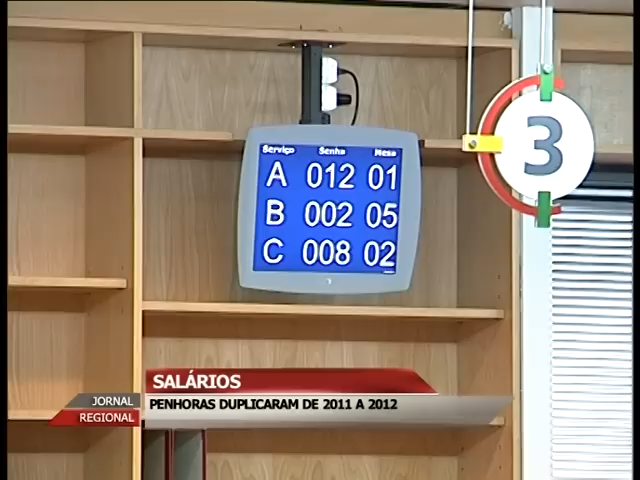 Serviço Senha Mesa
A 012 01
B 002 05
C 008 02
3
SALÁRIOS
JORNAL
REGIONAL
PENHORAS DUPLICARAM DE 2011 A 2012